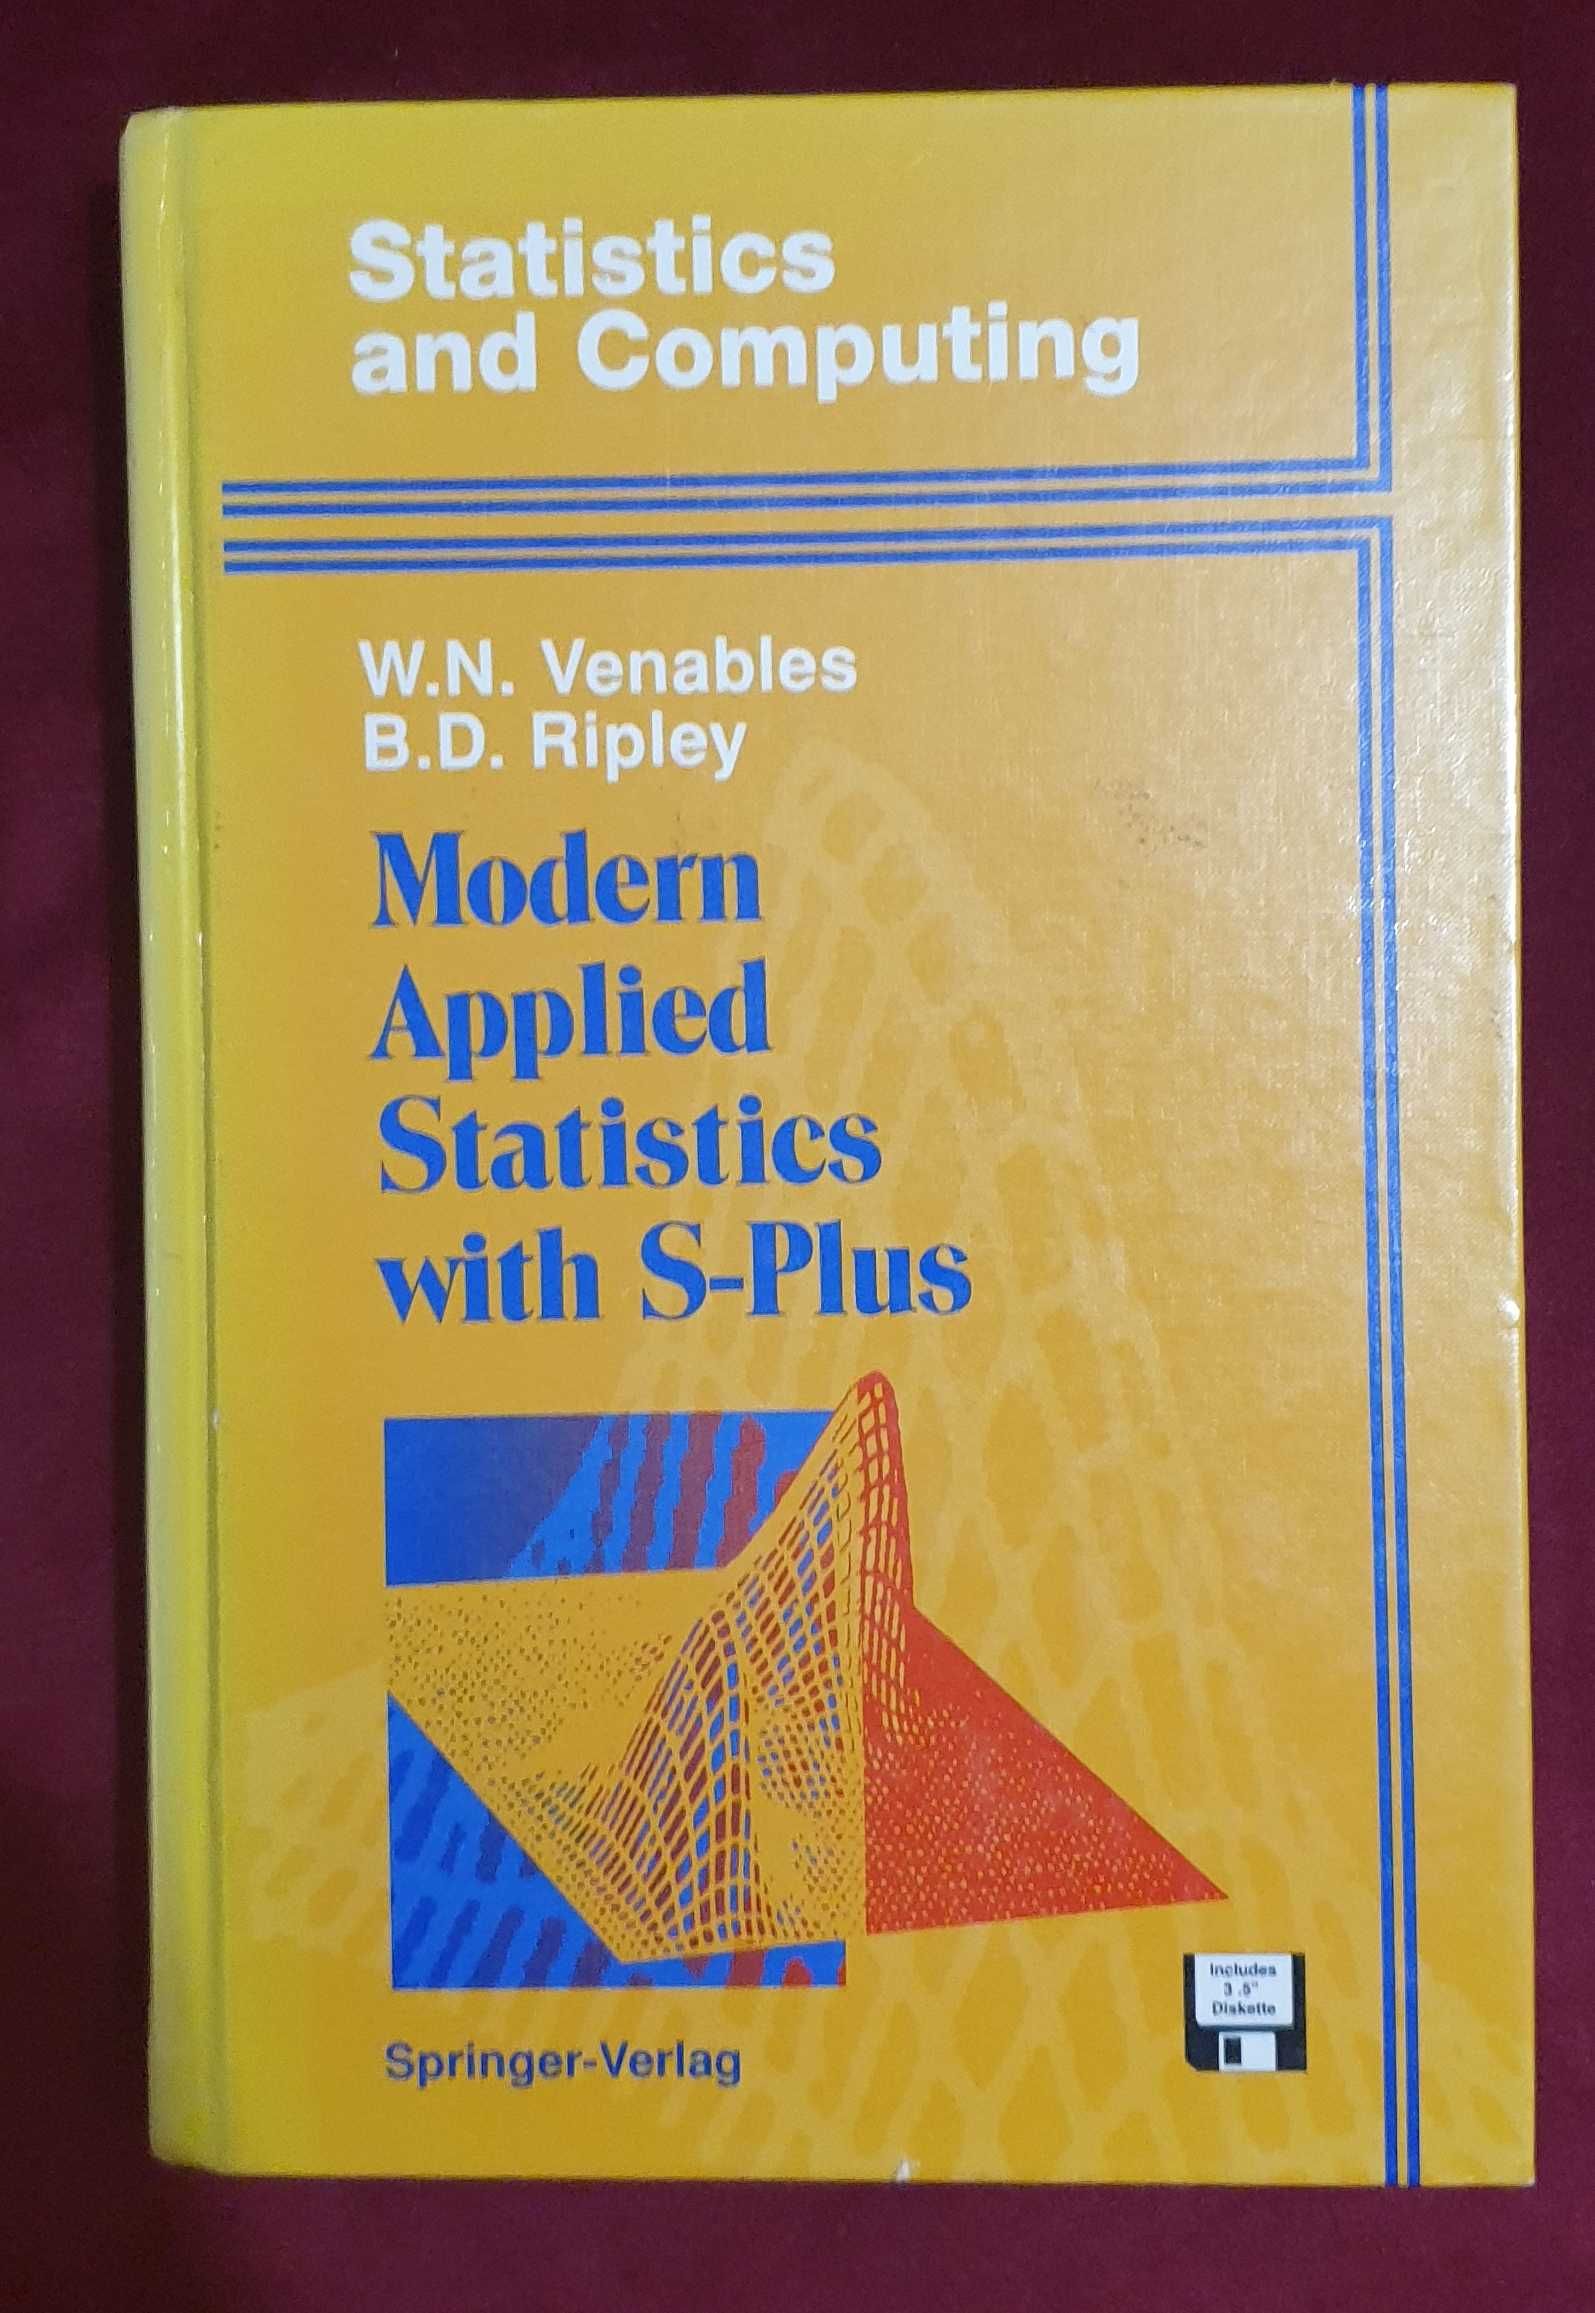 Statistics
and Computing
W.N. Venables
B.D. Ripley
Modern
Applied
Statistics
with S-Plus
Springer-Verlag
Includes
3 .5"
Diskette